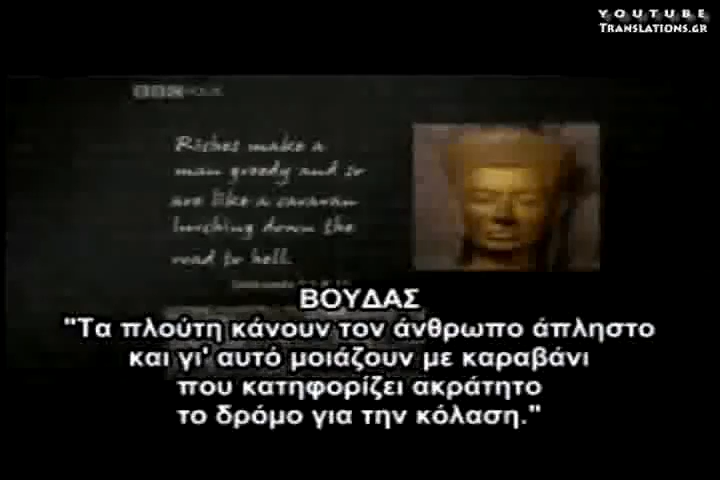 YOUTUBE
TRANSLATIONS.GR
BBC FOUR
Riches make a
man greedy and so
are like a caravan
lurching down the
road to hell.
ΒΟΥΔΑΣ
"Τα πλούτη κάνουν τον άνθρωπο άπληστο
και γι' αυτό μοιάζουν με καραβάνι
που κατηφορίζει ακράτητο
το δρόμο για την κόλαση."